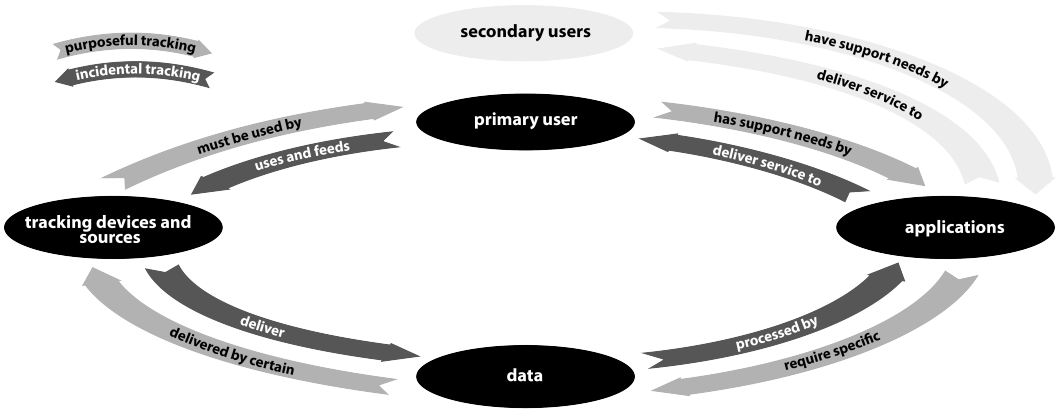 secondary users
purposeful tracking
incidental tracking
have support needs by
deliver service to
primary user
must be used by
uses and feeds
has support needs by
deliver service to
tracking devices and
sources
applications
deliver
delivered by certain
processed by
require specific
data